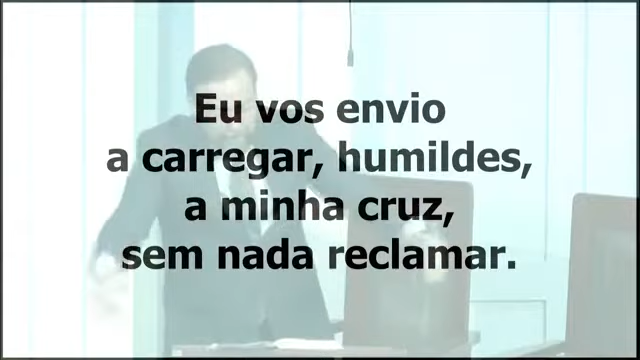 Eu vos envio
a carregar, humildes,
a minha cruz,
sem nada reclamar.